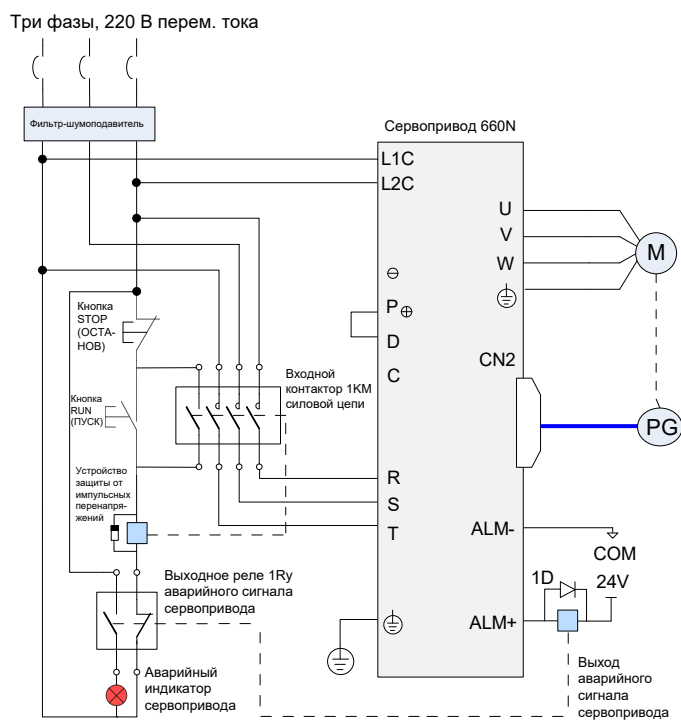 Три фазы, 220 В перем. тока
Фильтр-шумоподавитель
Сервопривод 660N
L1C
L2C
U
V
W
M
P
D
C
Кнопка
STOP
(ОСТА-
НОВ)
CN2
Входной
контактор 1КМ
силовой цепи
Кнопка
RUN
(ПУСК)
PG
Устройство
защиты от
импульсных
перенапря-
жений
R
S
T
ALM-
COM
Выходное реле 1Ry
аварийного сигнала
сервопривода
1D
24V
ALM+
Аварийный
индикатор
сервопривода
Выход
аварийного
сигнала
сервопривода